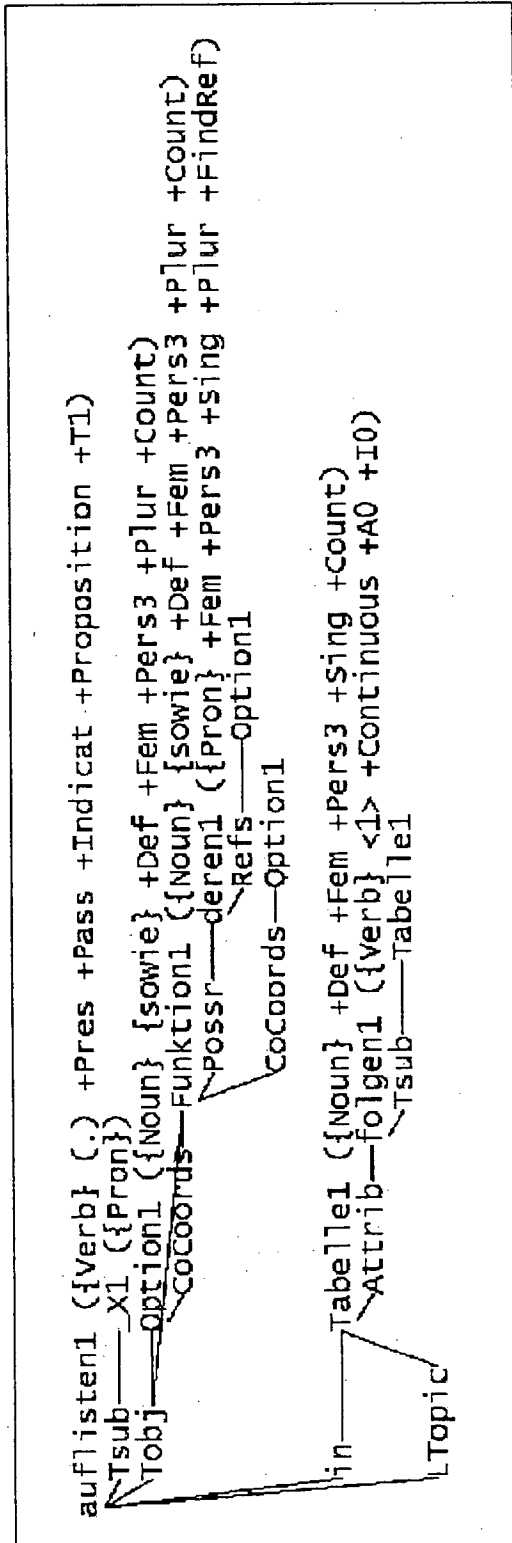 auflisten1 ({Verb} (.) +Pres +Pass +Indicat +Proposition +T1)
Tsub X1 ({Pron})
Tobj Option1 ({Noun} {sowie} +Def +Fem +Pers3 +Plur +Count)
CoCoords Funktion1 ({Noun} {sowie} +Def +Fem +Pers3 +Plur +Count)
Possr deren1 ({Pron} +Fem +Pers3 +Sing +Plur +FindRef)
Refs Option1
CoCoords Option1
in Tabelle1 ({Noun} +Def +Fem +Pers3 +Sing +Count)
Attrib folgen1 ({Verb} <1> +Continuous +A0 +I0)
Tsub Tabelle1
LTopic